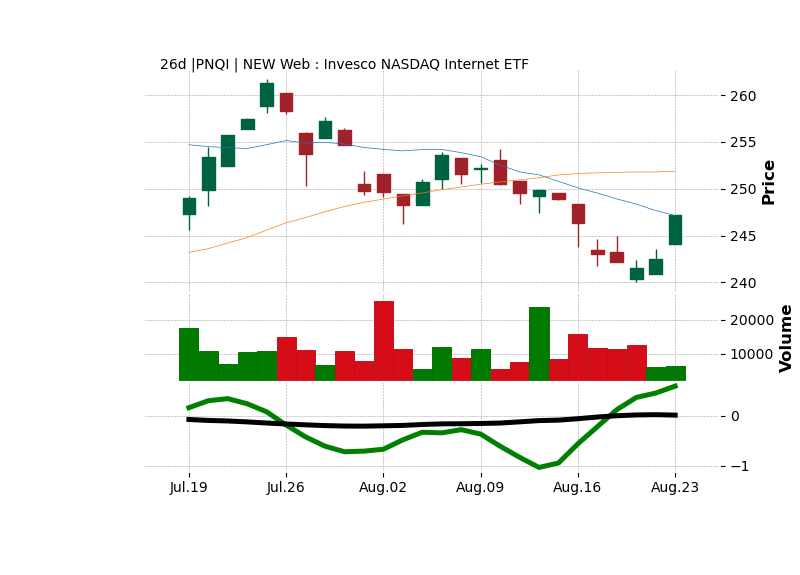 26d |PNQI | NEW Web : Invesco NASDAQ Internet ETF
260
255
250
245
240
Price
20000
10000
Volume
0
−1
Jul.19 Jul.26 Aug.02 Aug.09 Aug.16 Aug.23